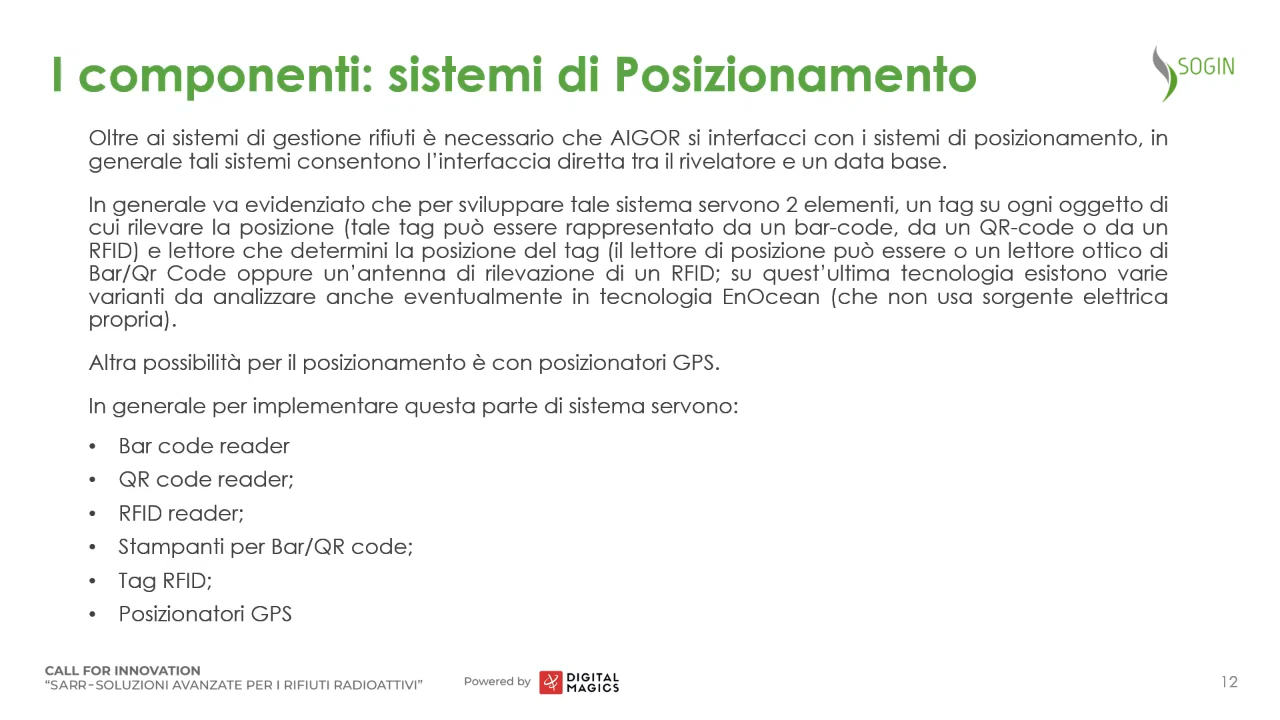 I componenti: sistemi di Posizionamento
SOGIN
Oltre ai sistemi di gestione rifiuti è necessario che AIGOR si interfacci con i sistemi di posizionamento, in
generale tali sistemi consentono l'interfaccia diretta tra il rivelatore e un data base.
In generale va evidenziato che per sviluppare tale sistema servono 2 elementi, un tag su ogni oggetto di
cui rilevare la posizione (tale tag può essere rappresentato da un bar-code, da un QR-code o da un
RFID) e lettore che determini la posizione del tag (il lettore di posizione può essere o un lettore ottico di
Bar/Qr Code oppure un'antenna di rilevazione di un RFID; su quest'ultima tecnologia esistono varie
varianti da analizzare anche eventualmente in tecnologia EnOcean (che non usa sorgente elettrica
propria).
Altra possibilità per il posizionamento è con posizionatori GPS.
In generale per implementare questa parte di sistema servono:
• Bar code reader
• QR code reader;
• RFID reader;
• Stampanti per Bar/QR code;
• Tag RFID;
• Posizionatori GPS
CALL FOR INNOVATION
"SARR-SOLUZIONI AVANZATE PER I RIFIUTI RADIOATTIVI"
Powered by
DIGITAL
MAGICS
12